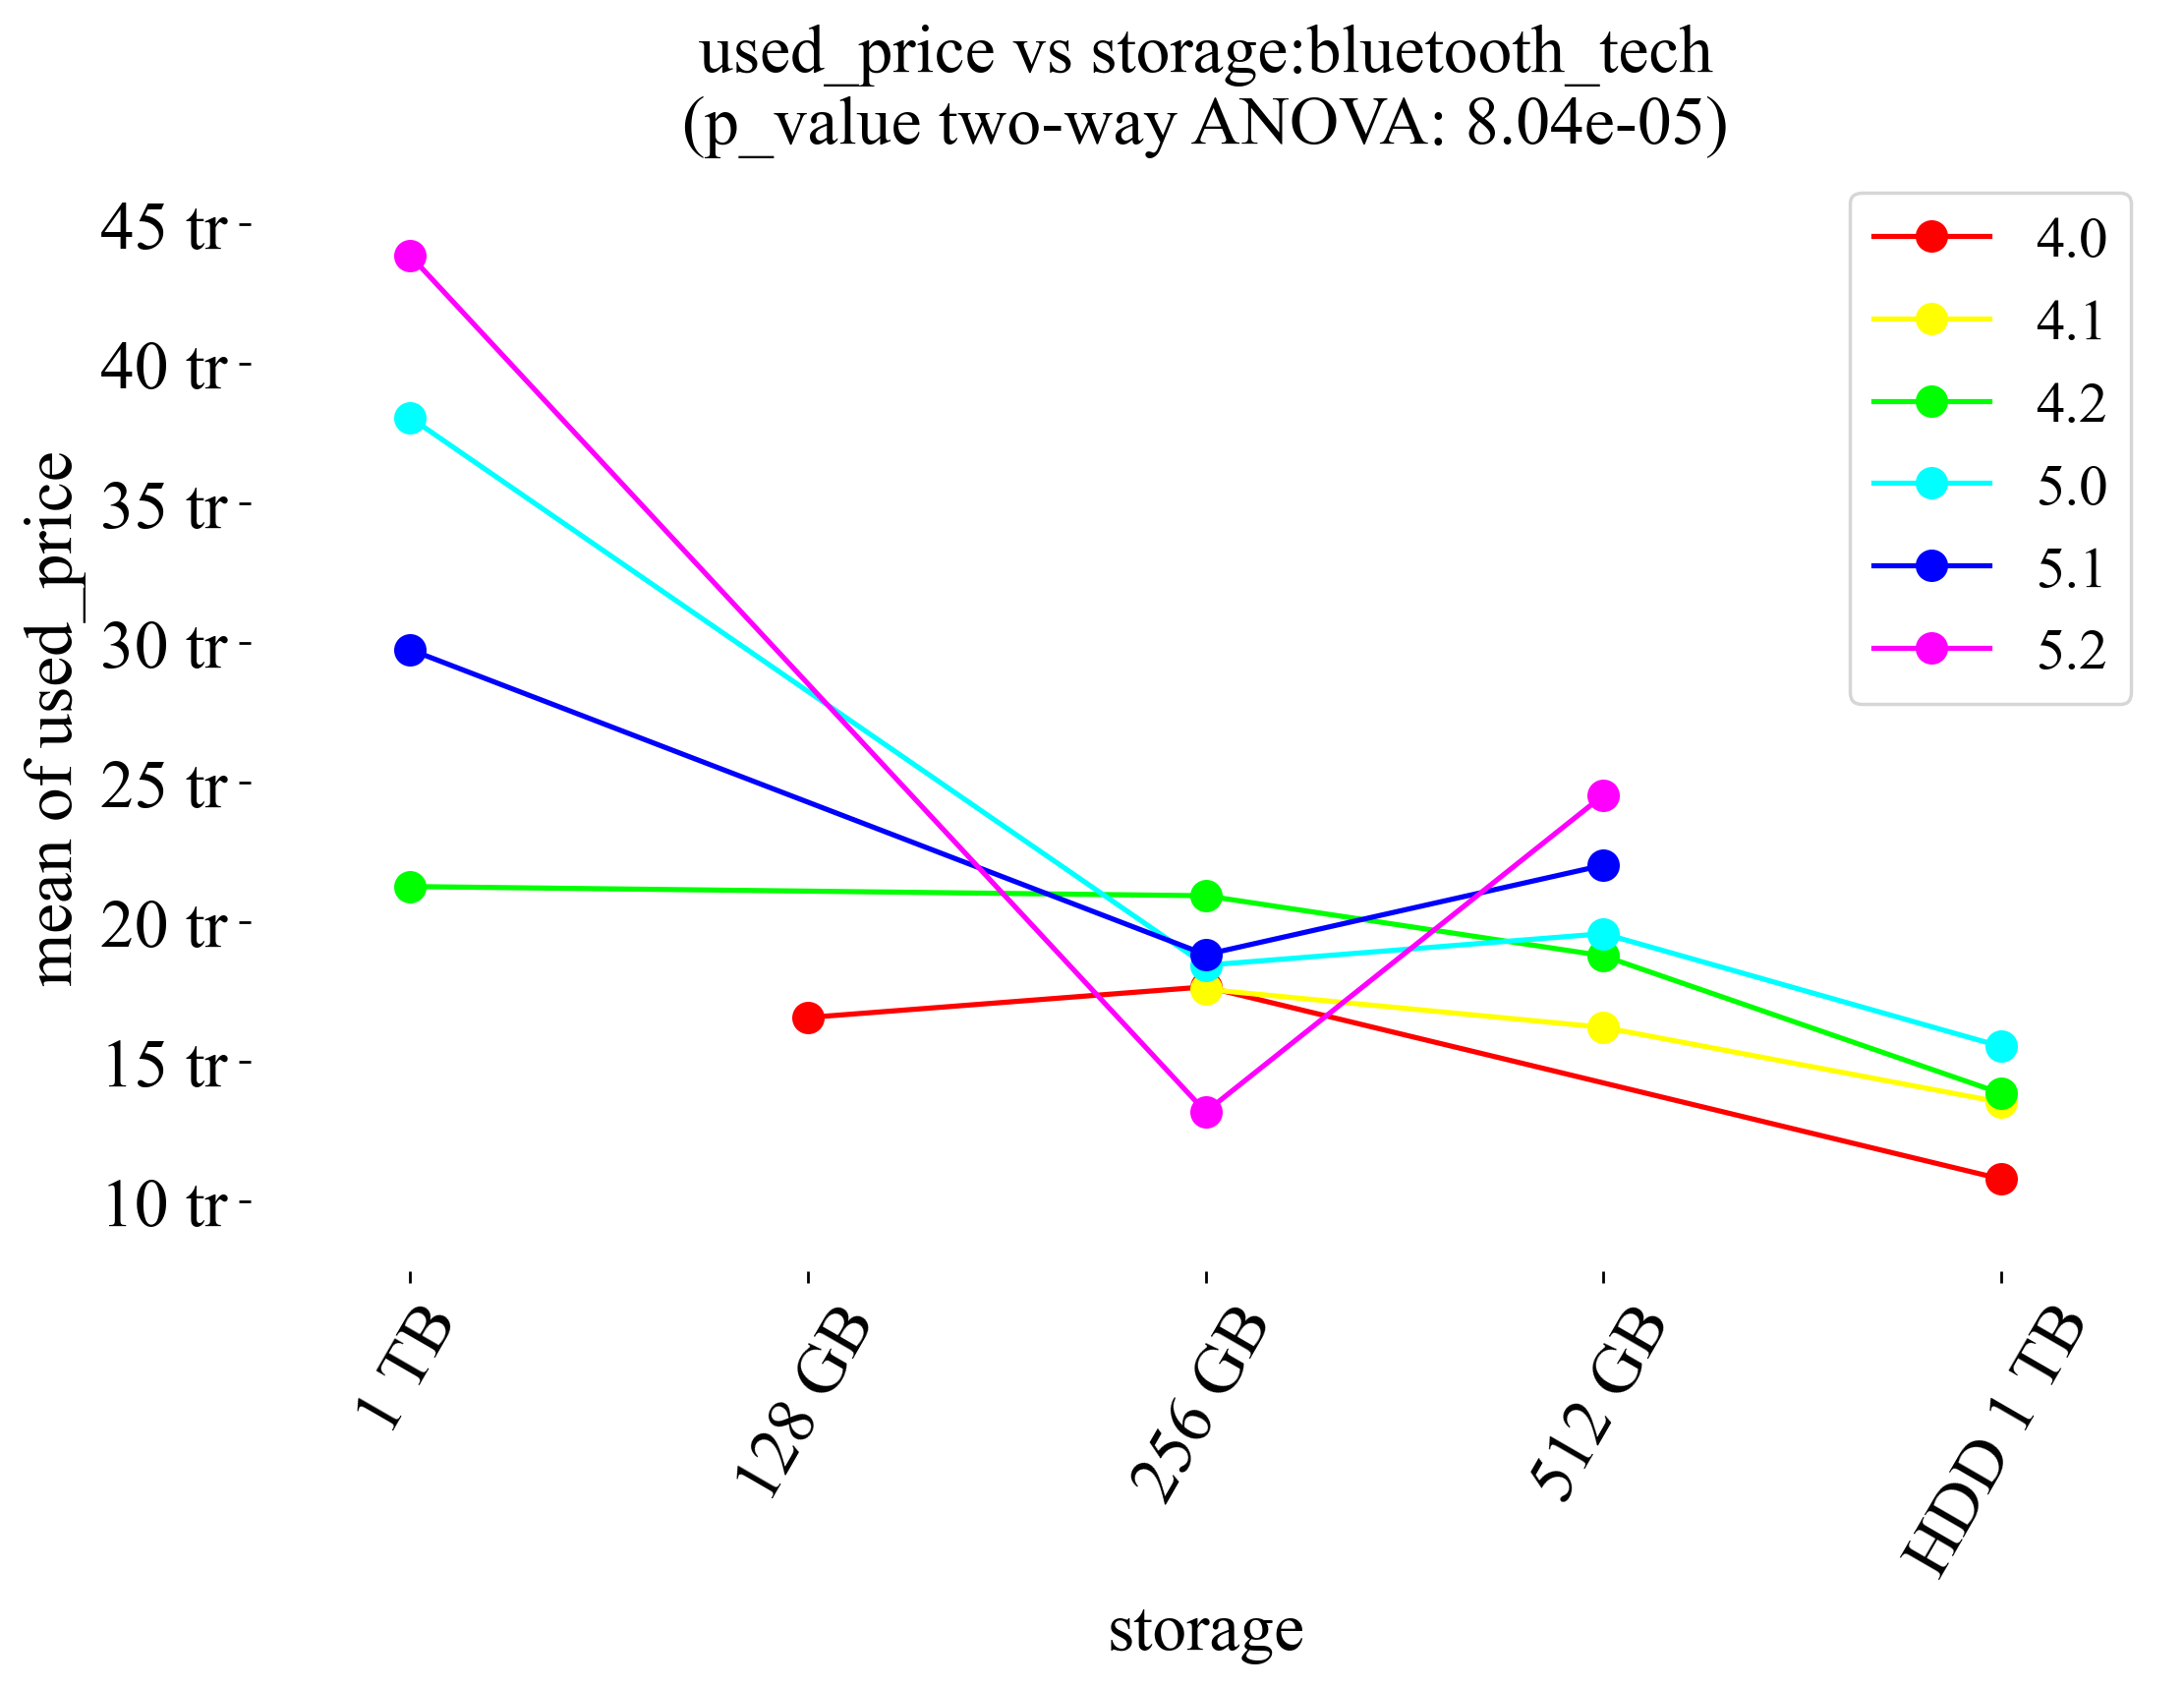 used_price vs storage:bluetooth_tech
(p_value two-way ANOVA: 8.04e-05)
mean of used_price
45 tr
40 tr
35 tr
30 tr
25 tr
20 tr
15 tr
10 tr
4.0
4.1
4.2
5.0
5.1
5.2
1 TB
128 GB
256 GB
512 GB
HDD 1 TB
storage